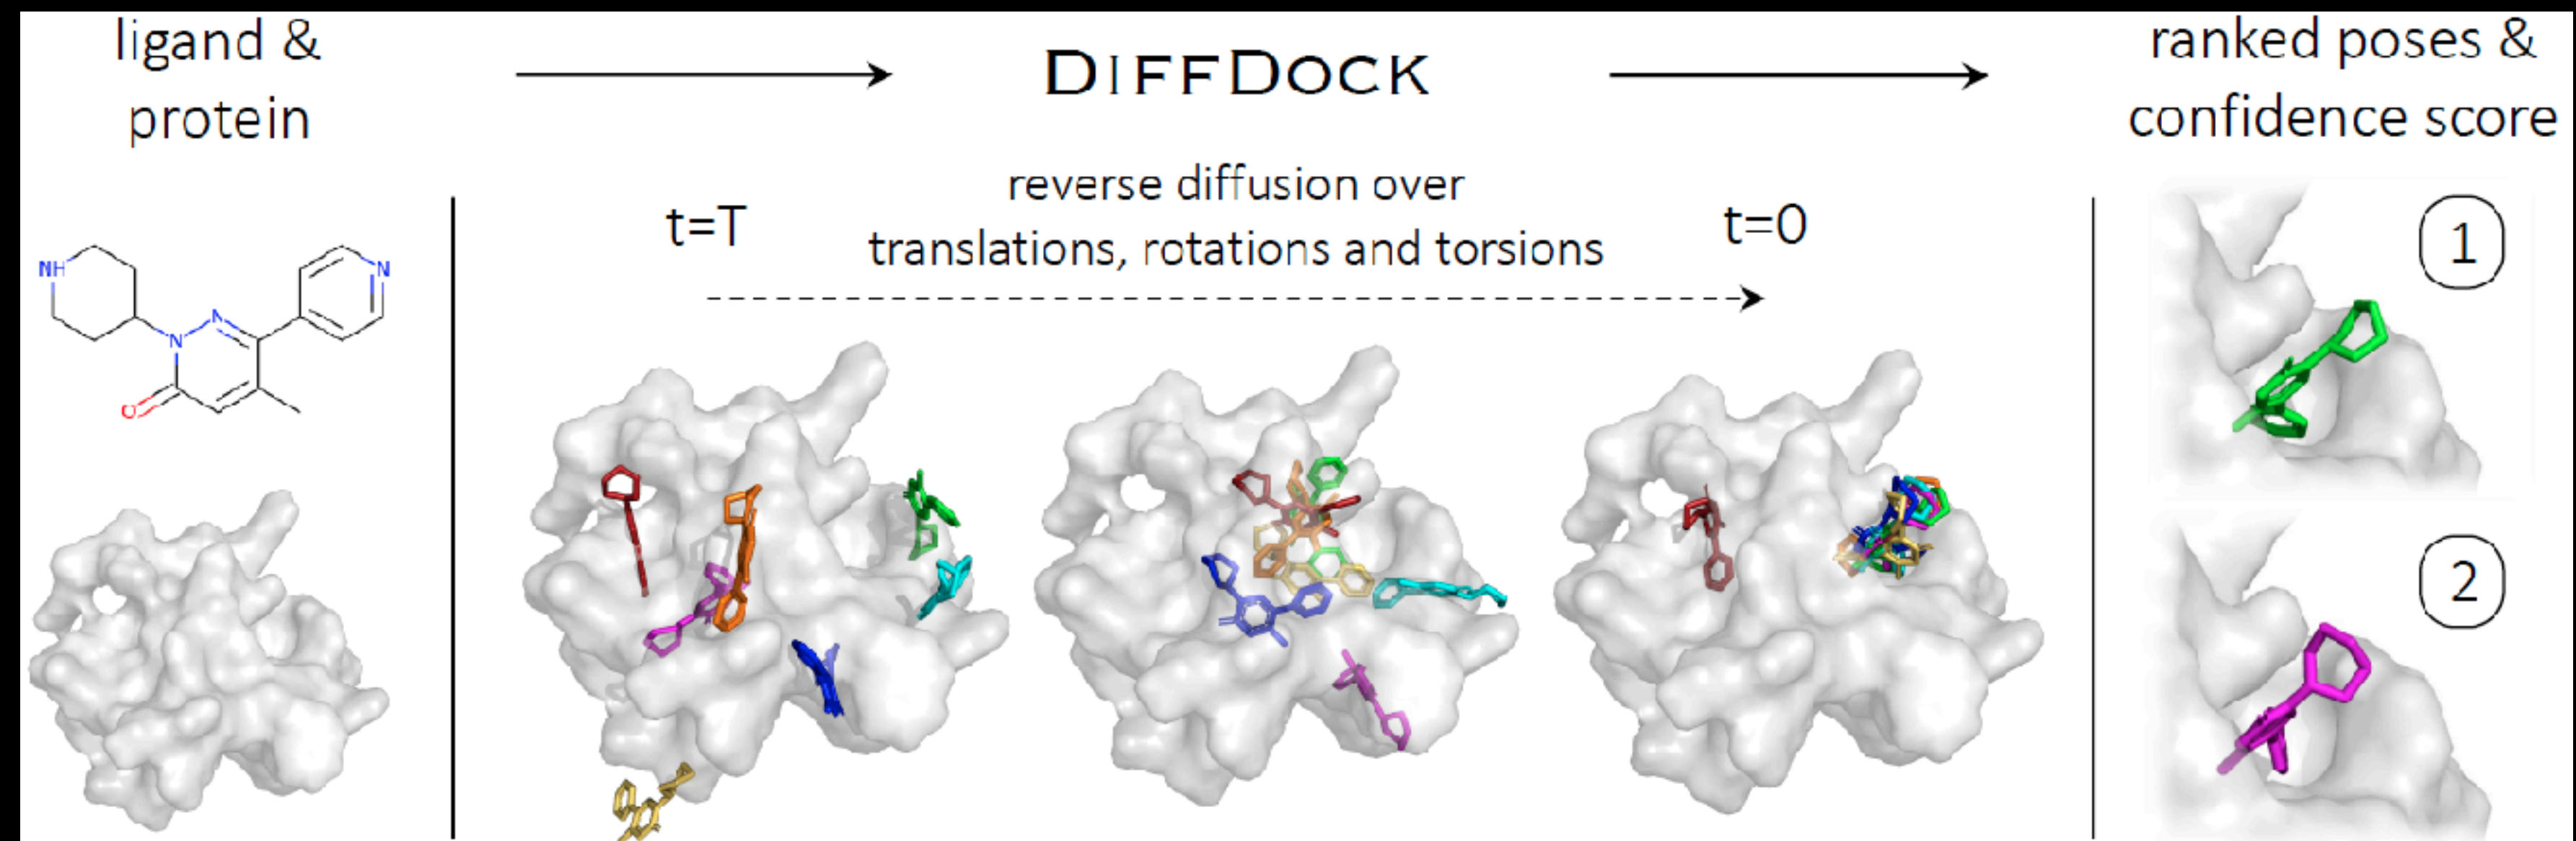 ligand &
protein
DIFFDOCK
ranked poses &
confidence score
reverse diffusion over
translations, rotations and torsions
t=T
t=0
NH
N
N
N
O
1
2